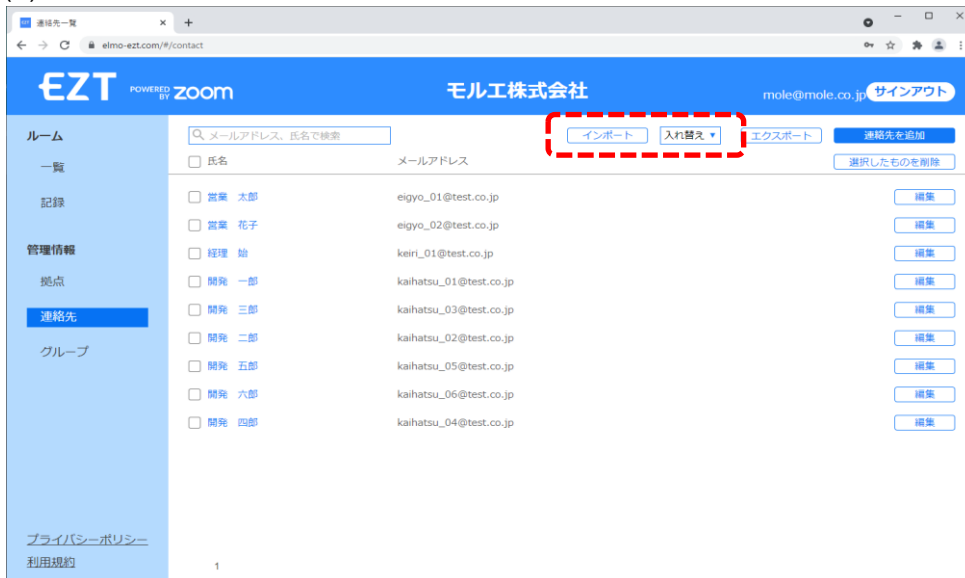 連絡先一覧
elmo-ezt.com/#/contact
EZT POWERED BY zoom モルエ株式会社 mole@mole.co.jp サインアウト
ルーム
一覧
記録
管理情報
拠点
連絡先
グループ
プライバシーポリシー
利用規約
メールアドレス、氏名で検索 インポート 入れ替え エクスポート 連絡先を追加
氏名 メールアドレス 選択したものを削除
営業 太郎 eigyo_01@test.co.jp 編集
営業 花子 eigyo_02@test.co.jp 編集
経理 始 keiri_01@test.co.jp 編集
開発 一郎 kaihatsu_01@test.co.jp 編集
開発 三郎 kaihatsu_03@test.co.jp 編集
開発 二郎 kaihatsu_02@test.co.jp 編集
開発 五郎 kaihatsu_05@test.co.jp 編集
開発 六郎 kaihatsu_06@test.co.jp 編集
開発 四郎 kaihatsu_04@test.co.jp 編集
1